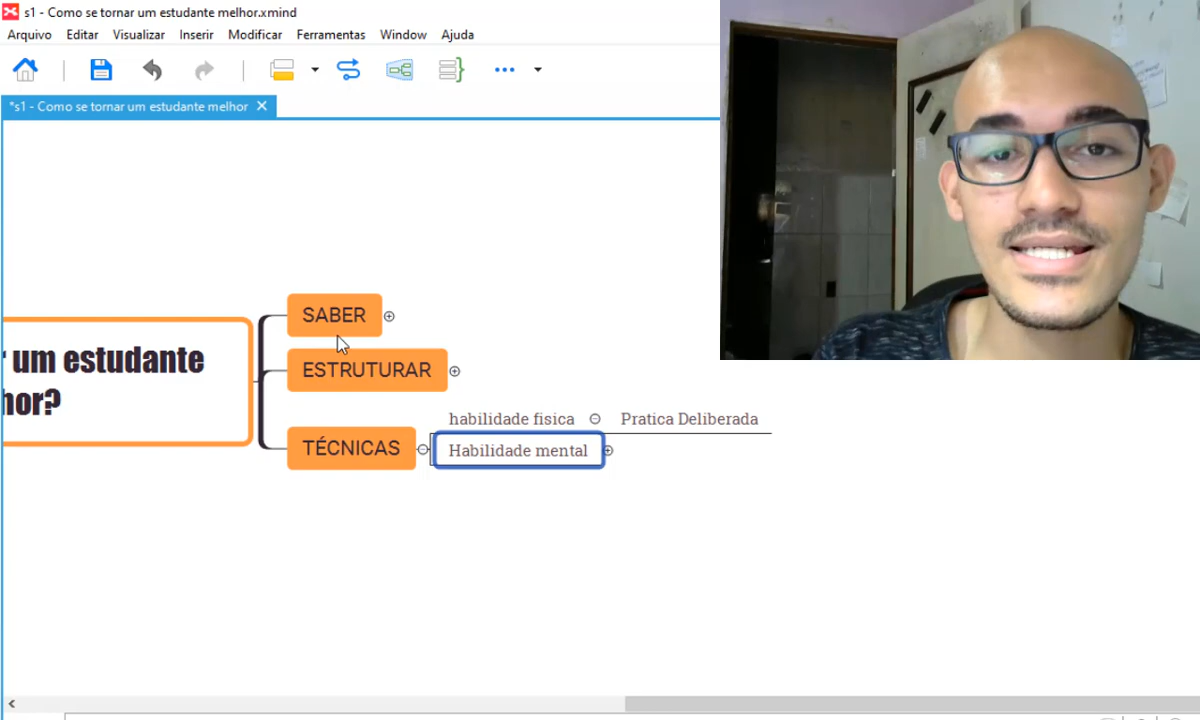 s1 - Como se tornar um estudante melhor.xmind
Arquivo Editar Visualizar Inserir Modificar Ferramentas Window Ajuda
*s1 - Como se tornar um estudante melhor
SABER
um estudante
hor?
ESTRUTURAR
habilidade fisica Pratica Deliberada
TÉCNICAS Habilidade mental